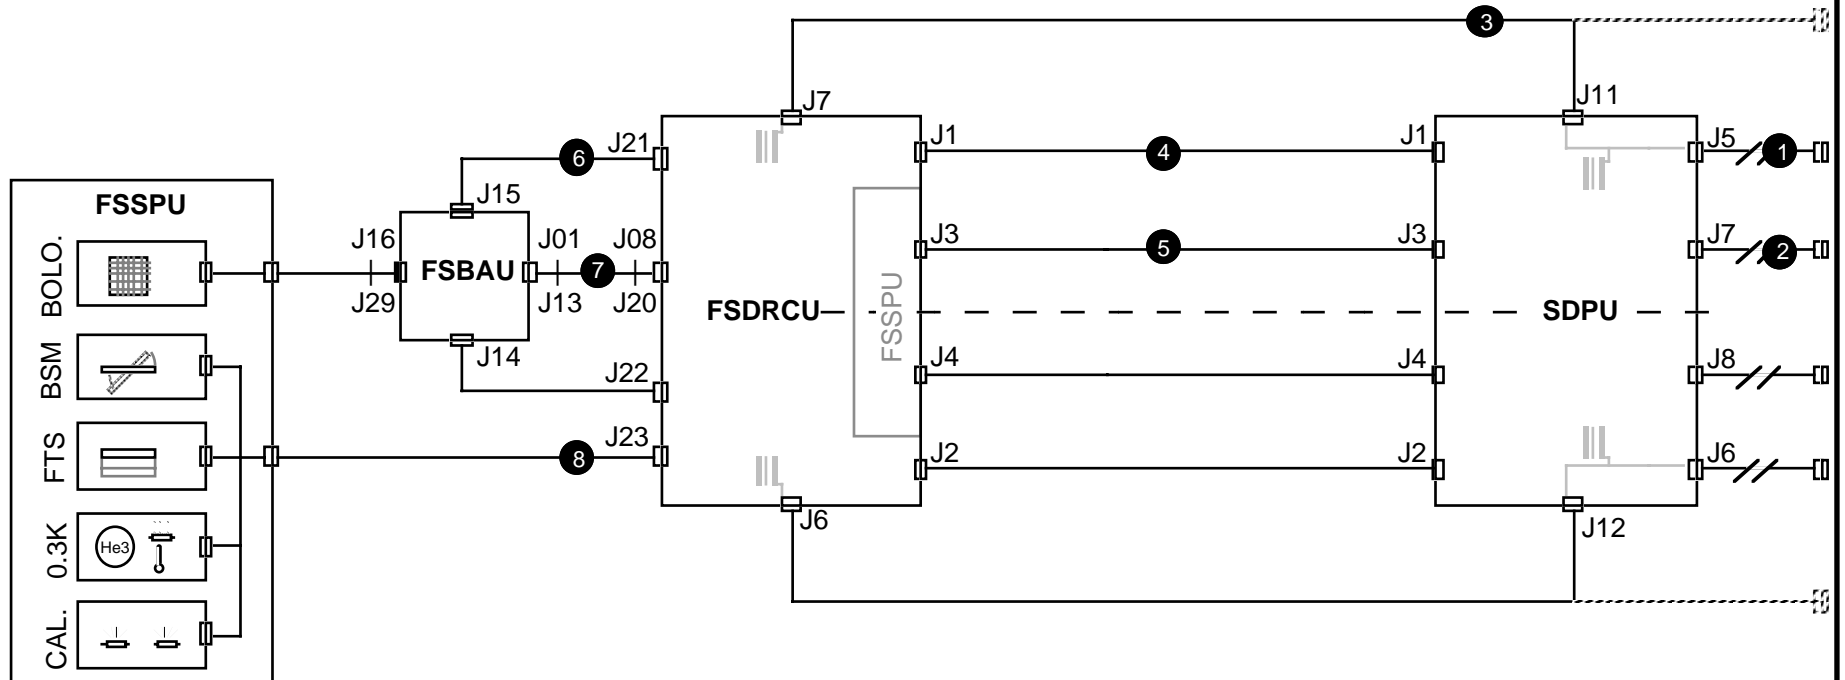 3
J7
J11
J21
6
J1
4
J1
J5
1
FSSPU
J15
BOLO.
J16
J01
J08
J3
5
J3
J7
2
FSBAU
7
J29
J13
J20
FSDRCU
FSSPU
SDPU
BSM
J14
J22
J4
J4
J8
FTS
8
J23
J2
J2
J6
0.3K
He3
J6
J12
CAL.